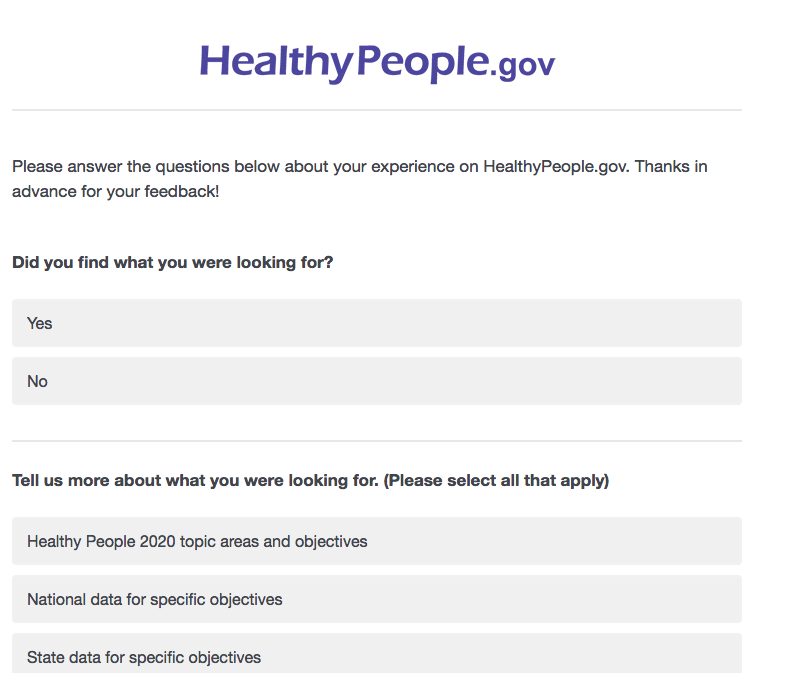 HealthyPeople.gov
Please answer the questions below about your experience on HealthyPeople.gov. Thanks in
advance for your feedback!
Did you find what you were looking for?
Yes
No
Tell us more about what you were looking for. (Please select all that apply)
Healthy People 2020 topic areas and objectives
National data for specific objectives
State data for specific objectives